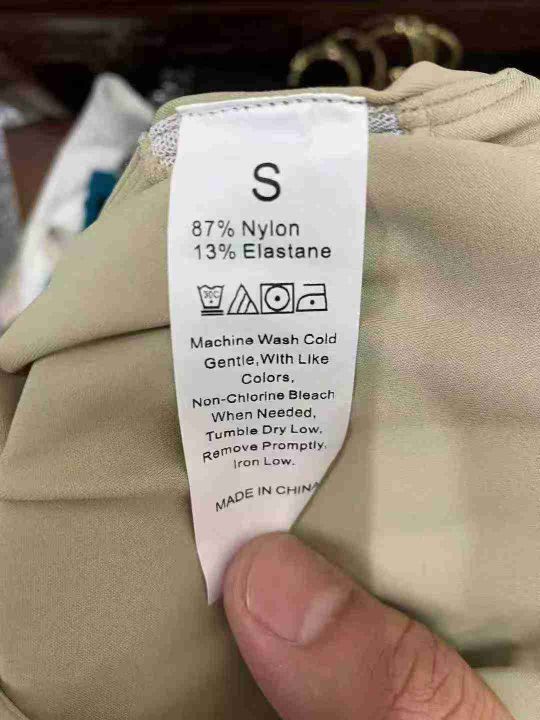 S
87% Nylon
13% Elastane
30C
Machine Wash Cold
Gentle,With Like
Colors,
Non-Chlorine Bleach
When Needed,
Tumble Dry Low.
Remove Promptly.
Iron Low.
MADE IN CHINA